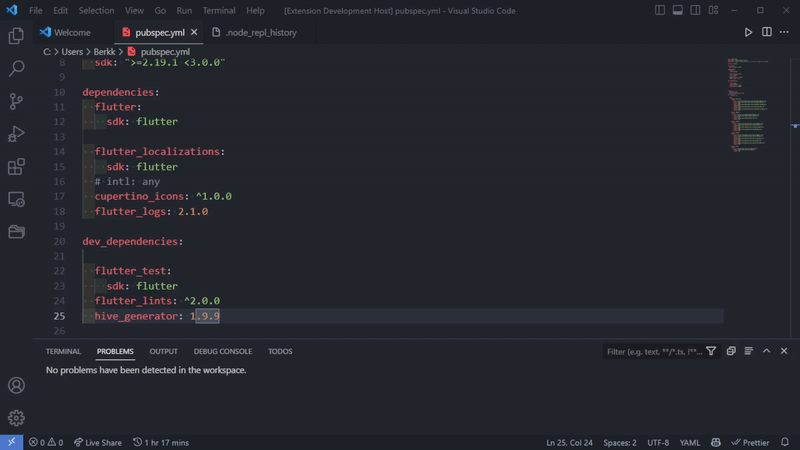 File Edit Selection View Go Run Terminal Help [Extension Development Host] pubspec.yml - Visual Studio Code
Welcome pubspec.yml .node_repl_history
C: > Users > Berkk > pubspec.yml
8 sdk: ">=2.19.1 <3.0.0"
9
10 dependencies:
11 flutter:
12 sdk: flutter
13
14 flutter_localizations:
15 sdk: flutter
16 # intl: any
17 cupertino_icons: ^1.0.0
18 flutter_logs: 2.1.0
19
20 dev_dependencies:
21
22 flutter_test:
23 sdk: flutter
24 flutter_lints: ^2.0.0
25 hive_generator: 1.9.9
26
TERMINAL PROBLEMS OUTPUT DEBUG CONSOLE TODOS Filter (e.g. text, **/*.ts, !**...
No problems have been detected in the workspace.
0 0 Live Share 1 hr 17 mins Ln 25, Col 24 Spaces: 2 UTF-8 YAML Prettier